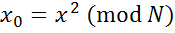 x₀ = x² (mod N)